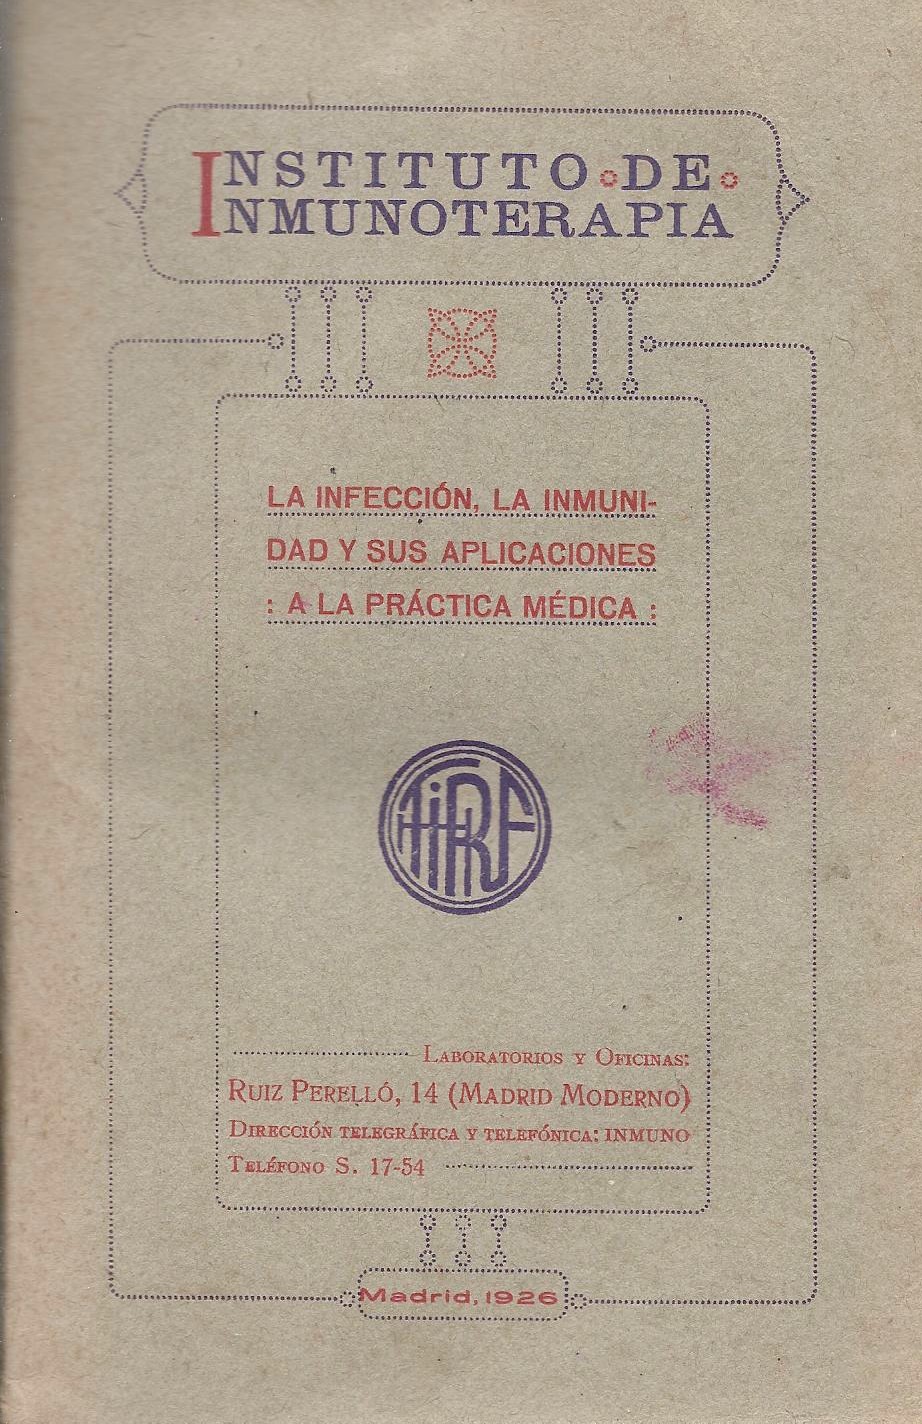 INSTITUTO DE
INMUNOTERAPIA
LA INFECCIÓN, LA INMUNI-
DAD Y SUS APLICACIONES
: A LA PRÁCTICA MÉDICA :
LABORATORIOS Y OFICINAS:
RUIZ PERELLÓ, 14 (MADRID MODERNO)
DIRECCIÓN TELEGRÁFICA Y TELEFÓNICA: INMUNO
TELÉFONO S. 17-54
Madrid, 1926